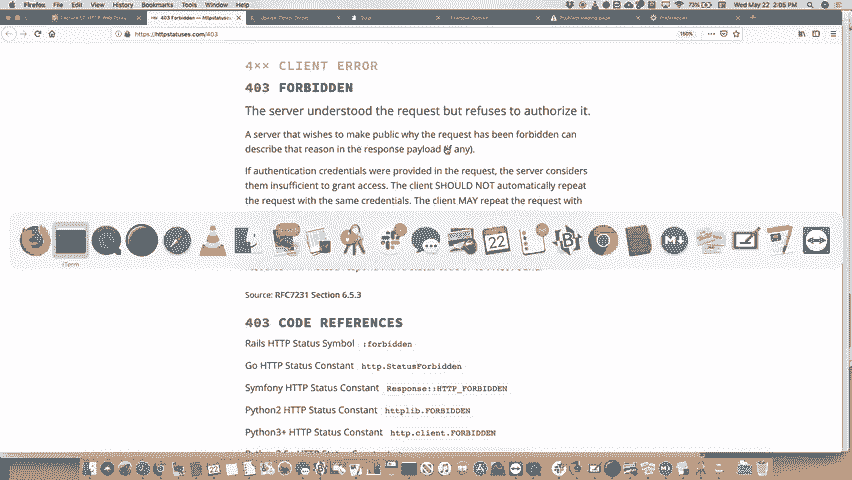 Firefox File Edit View History Bookmarks Tools Window Help
73% Wed May 22 2:05 PM
403 Forbidden — httpstatuses.
https://httpstatuses.com/403
150%
4×× CLIENT ERROR
403 FORBIDDEN
The server understood the request but refuses to authorize it.
A server that wishes to make public why the request has been forbidden can
describe that reason in the response payload (if any).
If authentication credentials were provided in the request, the server considers
them insufficient to grant access. The client SHOULD NOT automatically repeat
the request with the same credentials. The client MAY repeat the request with
22
iTerm
Source: RFC7231 Section 6.5.3
403 CODE REFERENCES
Rails HTTP Status Symbol :forbidden
Go HTTP Status Constant http.StatusForbidden
Symfony HTTP Status Constant Response::HTTP_FORBIDDEN
Python2 HTTP Status Constant httplib.FORBIDDEN
Python3+ HTTP Status Constant http.client.FORBIDDEN